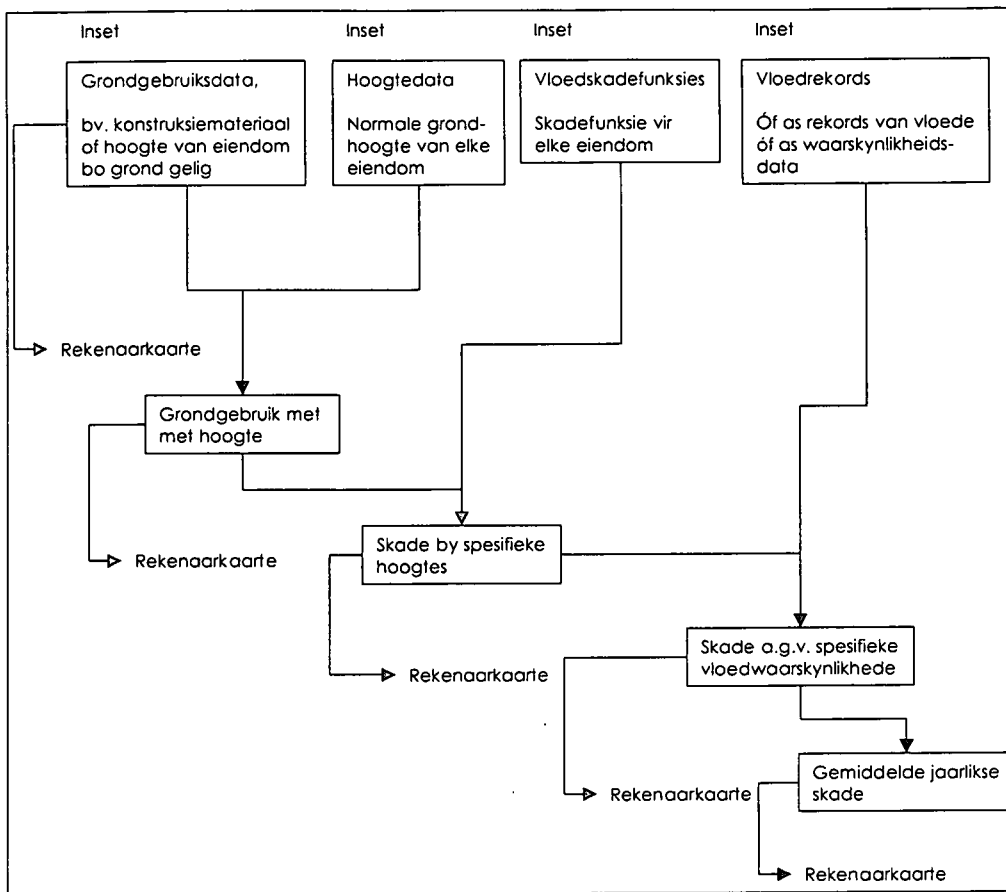 Inset
Inset
Inset
Inset
Grondgebruiksdata,
bv. konstruksiemateriaal
of hoogte van eiendom
bo grond gelig
Hoogtedata
Normale grond-
hoogte van elke
eiendom
Vloedskadefunksies
Skadefunksie vir
elke eiendom
Vloedrekords
Óf as rekords van vloede
óf as waarskynlikheids-
data
Rekenaarkaarte
Grondgebruik met
met hoogte
Rekenaarkaarte
Skade by spesifieke
hoogtes
Rekenaarkaarte
Skade a.g.v. spesifieke
vloedwaarskynlikhede
Rekenaarkaarte
Gemiddelde jaarlikse
skade
Rekenaarkaarte